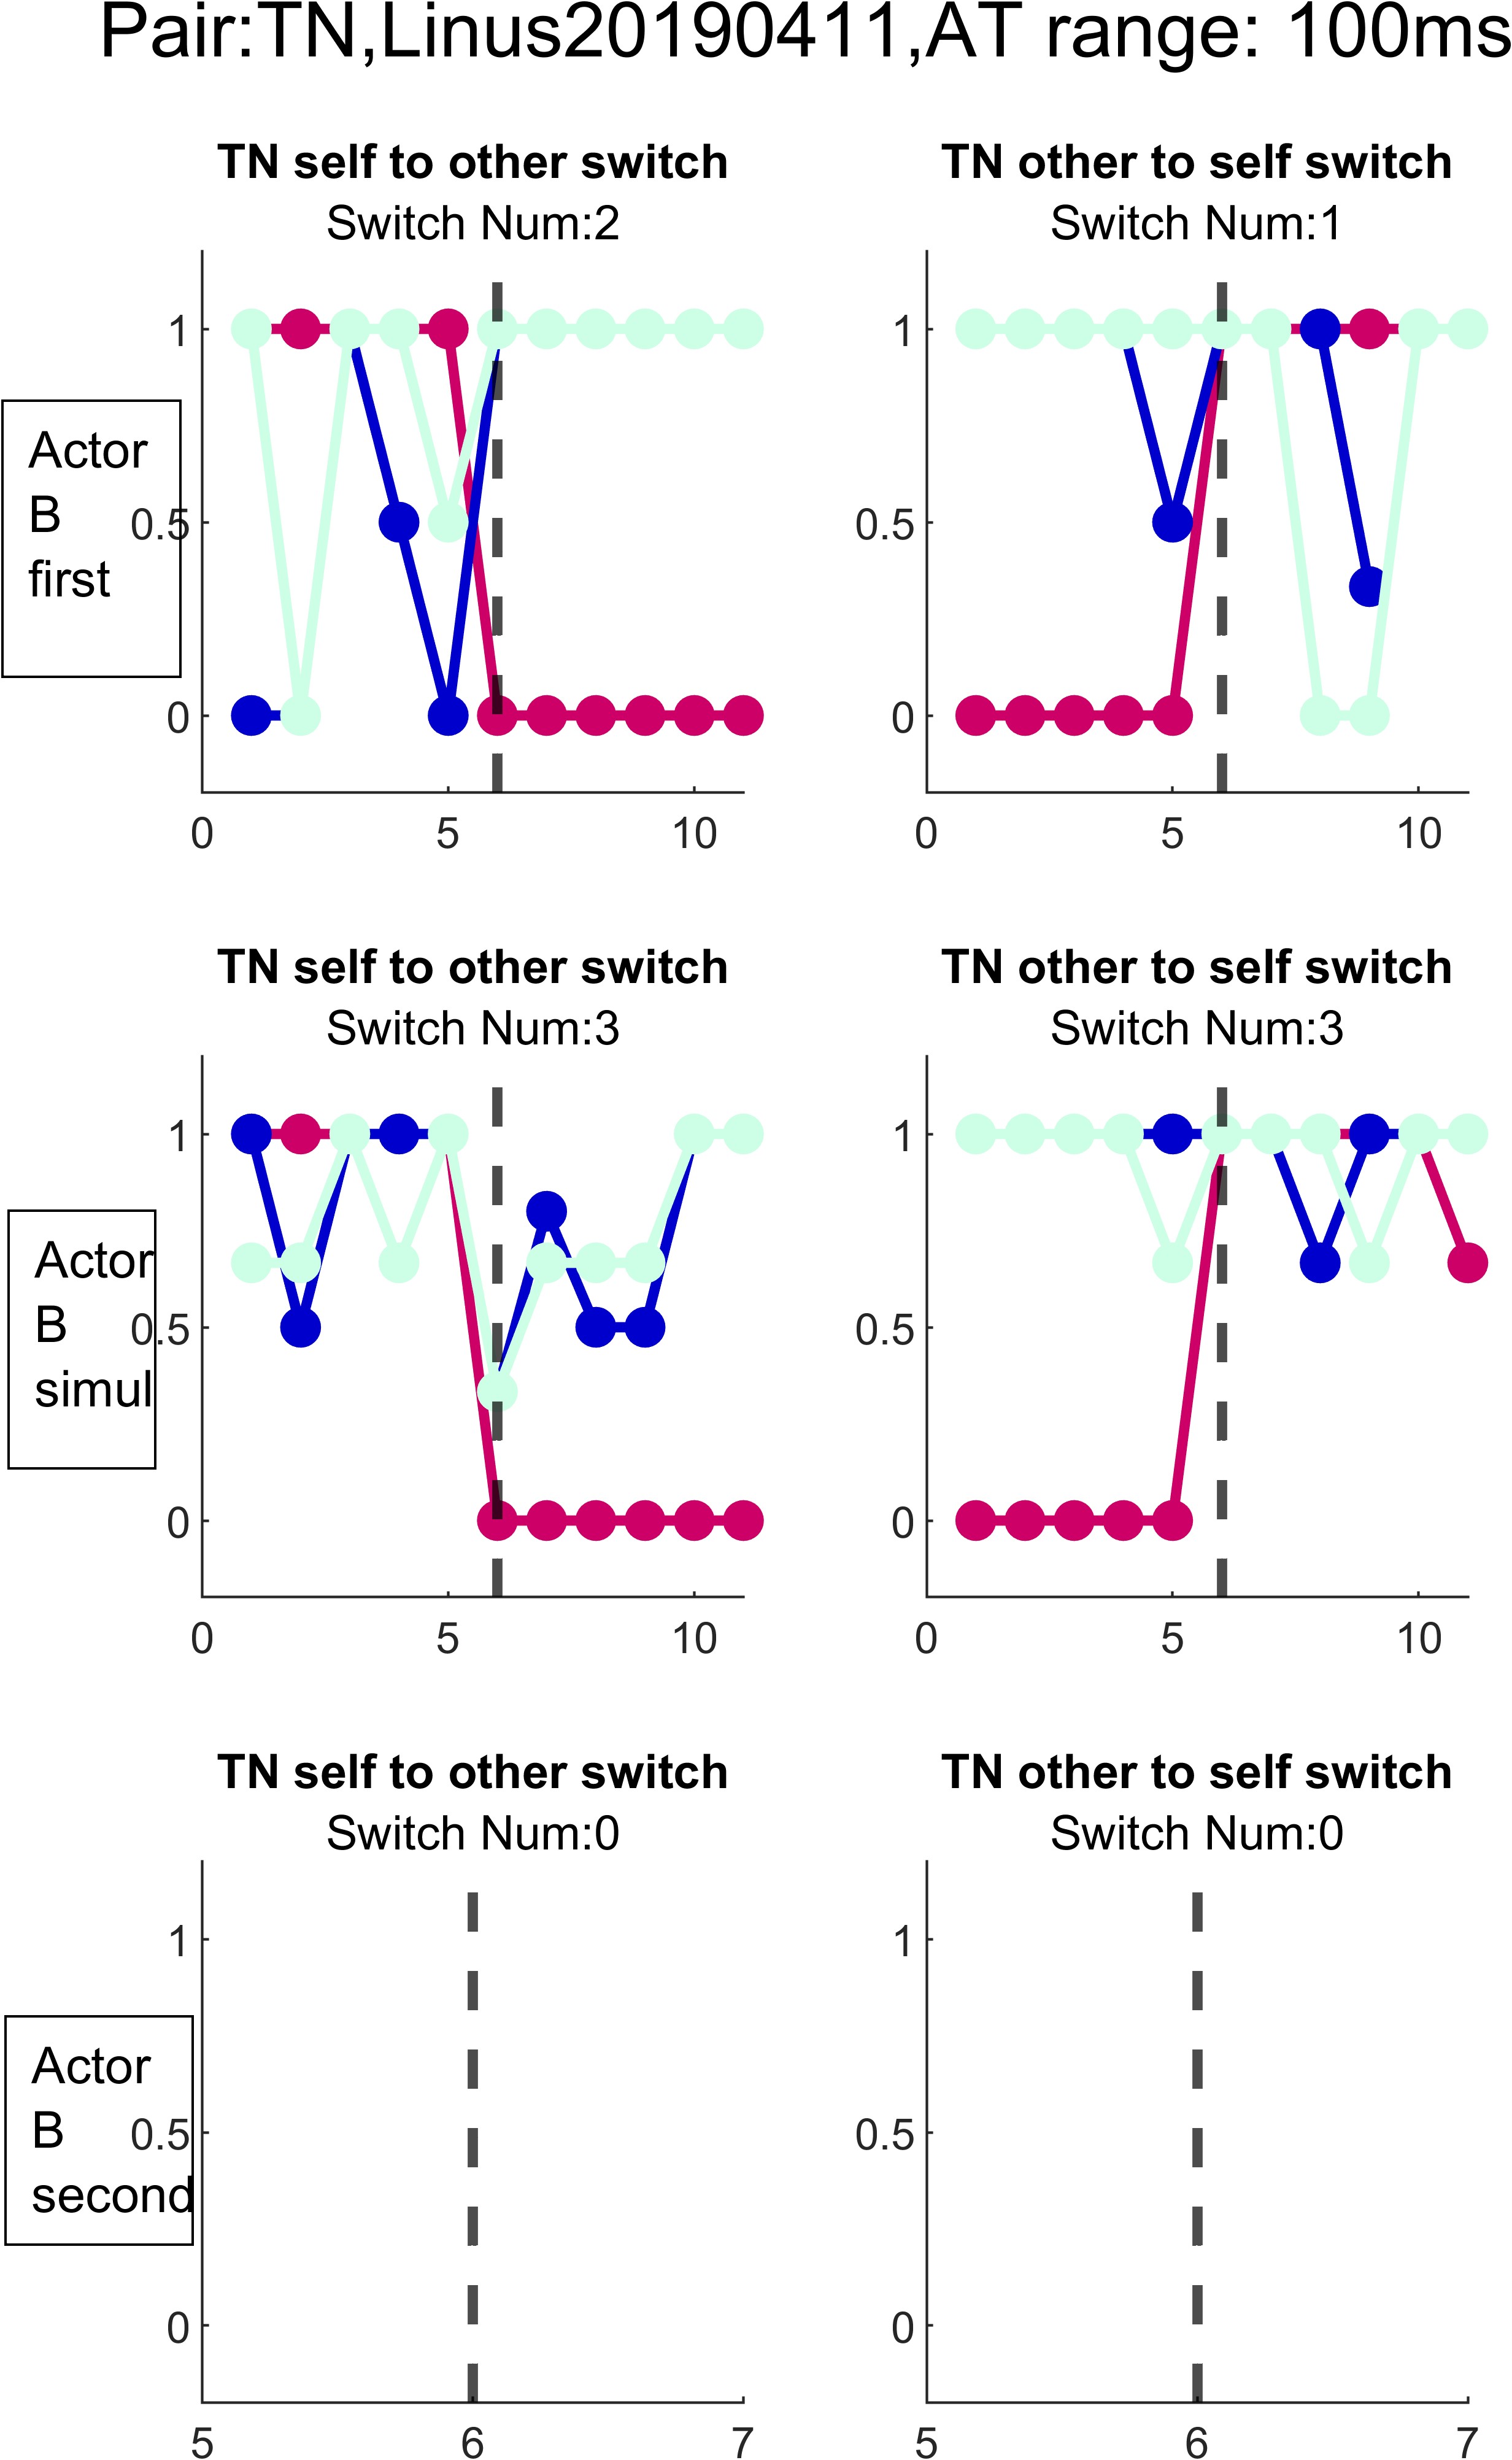 Pair:TN,Linus20190411,AT range: 100ms
TN self to other switch
Switch Num:2
TN other to self switch
Switch Num:1
Actor
B
first
1
0.5
0
0
5
10
1
0.5
0
0
5
10
TN self to other switch
Switch Num:3
TN other to self switch
Switch Num:3
Actor
B
simul
1
0.5
0
0
5
10
1
0.5
0
0
5
10
TN self to other switch
Switch Num:0
TN other to self switch
Switch Num:0
Actor
B
second
1
0.5
0
5
6
7
1
0.5
0
5
6
7